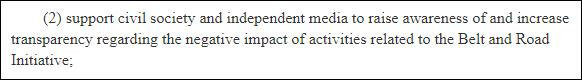 (2) support civil society and independent media to raise awareness of and increase
transparency regarding the negative impact of activities related to the Belt and Road
Initiative;